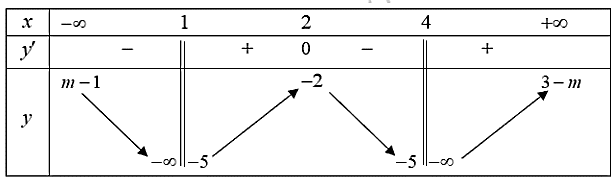 x −∞ 1 2 4 +∞
y′ − + 0 − +
m − 1 −2 3 − m
y
−∞ −5 −5 −∞